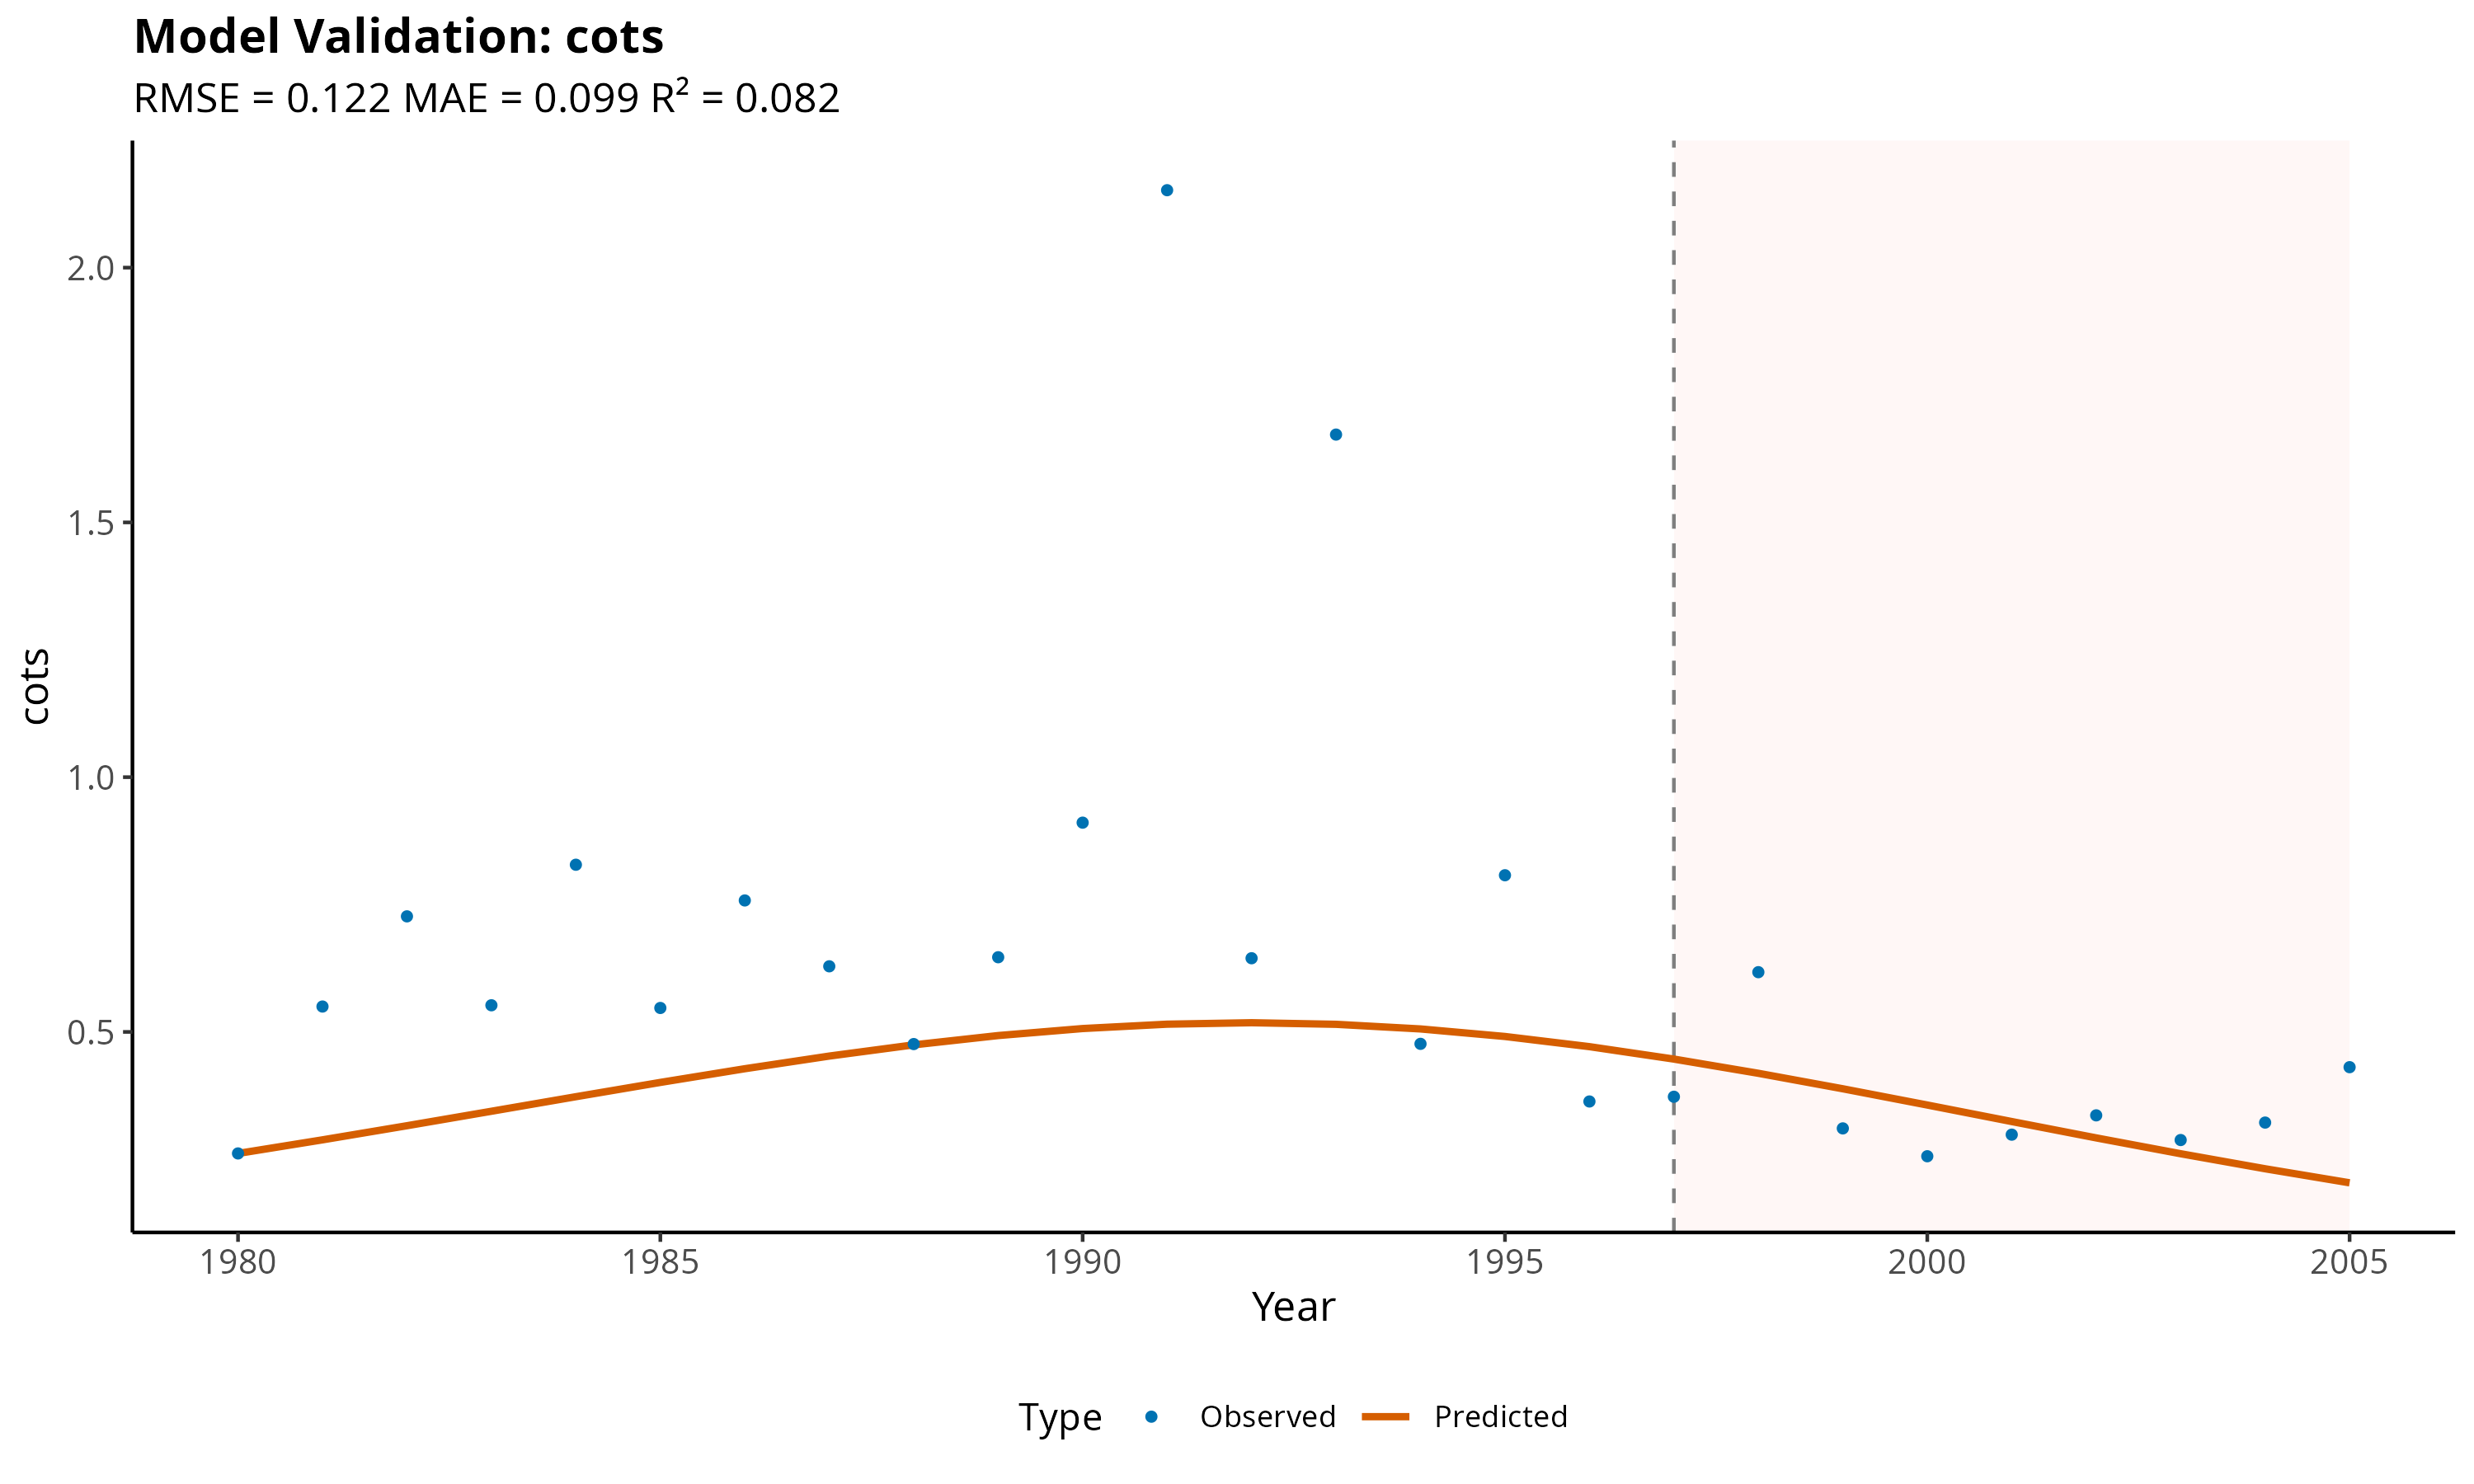 Model Validation: cots
RMSE = 0.122 MAE = 0.099 R² = 0.082
cots
2.0
1.5
1.0
0.5
1980 1985 1990 1995 2000 2005
Year
Type Observed Predicted